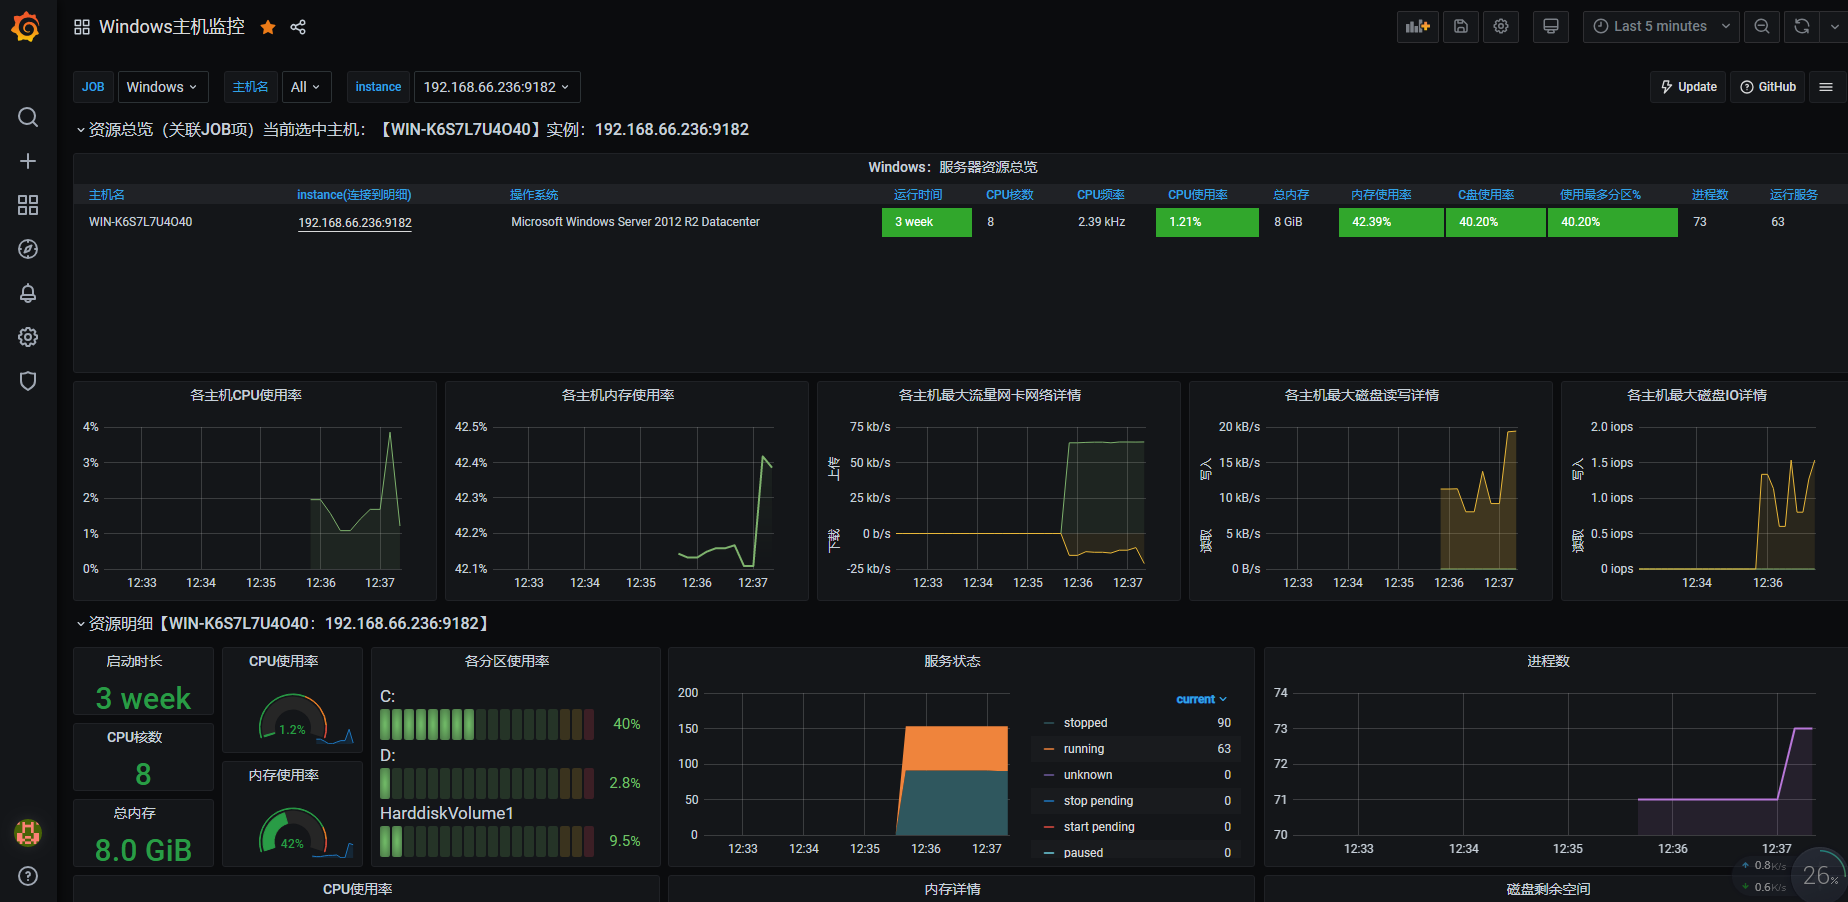 Windows主机监控
Last 5 minutes
JOB Windows 主机名 All instance 192.168.66.236:9182 Update GitHub
资源总览（关联JOB项）当前选中主机：【WIN-K6S7L7U4O40】实例：192.168.66.236:9182
Windows：服务器资源总览
主机名 instance(连接到明细) 操作系统 运行时间 CPU核数 CPU频率 CPU使用率 总内存 内存使用率 C盘使用率 使用最多分区% 进程数 运行服务
WIN-K6S7L7U4O40 192.168.66.236:9182 Microsoft Windows Server 2012 R2 Datacenter 3 week 8 2.39 kHz 1.21% 8 GiB 42.39% 40.20% 40.20% 73 63
各主机CPU使用率
4%
3%
2%
1%
0%
12:33 12:34 12:35 12:36 12:37
各主机内存使用率
42.5%
42.4%
42.3%
42.2%
42.1%
12:33 12:34 12:35 12:36 12:37
各主机最大流量网卡网络详情
上传
下载
75 kb/s
50 kb/s
25 kb/s
0 b/s
-25 kb/s
12:33 12:34 12:35 12:36 12:37
各主机最大磁盘读写详情
写入
读取
20 kB/s
15 kB/s
10 kB/s
5 kB/s
0 B/s
12:33 12:34 12:35 12:36 12:37
各主机最大磁盘IO详情
写入
读取
2.0 iops
1.5 iops
1.0 iops
0.5 iops
0 iops
12:34 12:36
资源明细【WIN-K6S7L7U4O40：192.168.66.236:9182】
启动时长
3 week
CPU核数
8
总内存
8.0 GiB
CPU使用率
1.2%
内存使用率
42%
各分区使用率
C:
40%
D:
2.8%
HarddiskVolume1
9.5%
服务状态
200
150
100
50
0
12:33 12:34 12:35 12:36 12:37
current
stopped 90
running 63
unknown 0
stop pending 0
start pending 0
paused 0
进程数
74
73
72
71
70
12:33 12:34 12:35 12:36 12:37
0.8K/s
0.6K/s
26%
CPU使用率
内存详情
磁盘剩余空间